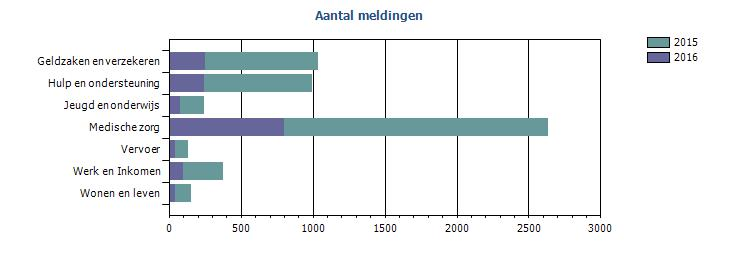 Aantal meldingen
2015
2016
Geldzaken en verzekeren
Hulp en ondersteuning
Jeugd en onderwijs
Medische zorg
Vervoer
Werk en Inkomen
Wonen en leven
0 500 1000 1500 2000 2500 3000